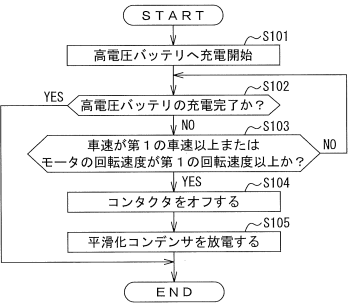 START
S101
高電圧バッテリへ充電開始
S102
YES
高電圧バッテリの充電完了か?
NO
S103
車速が第1の車速以上または
モータの回転速度が第1の回転速度以上か?
NO
YES
S104
コンタクタをオフする
S105
平滑化コンデンサを放電する
END